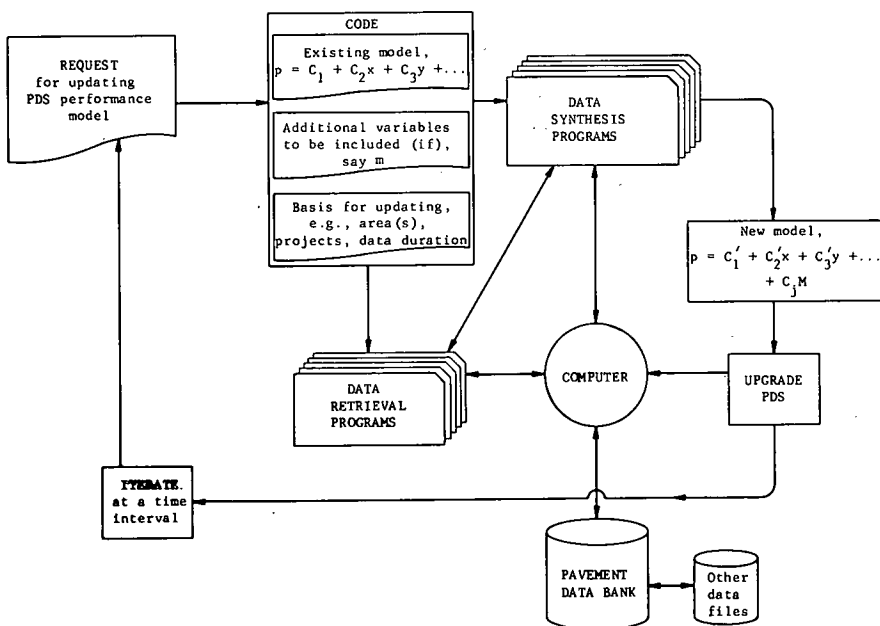 REQUEST
for updating
PDS performance
model
CODE
Existing model,
p = C1 + C2x + C3y +...
Additional variables
to be included (if),
say m
Basis for updating,
e.g., area(s),
projects, data duration
DATA
SYNTHESIS
PROGRAMS
New model,
p = C1' + C2'x + C3'y +...
+ CjM
DATA
RETRIEVAL
PROGRAMS
COMPUTER
UPGRADE
PDS
ITERATE.
at a time
interval
PAVEMENT
DATA BANK
Other
data
files